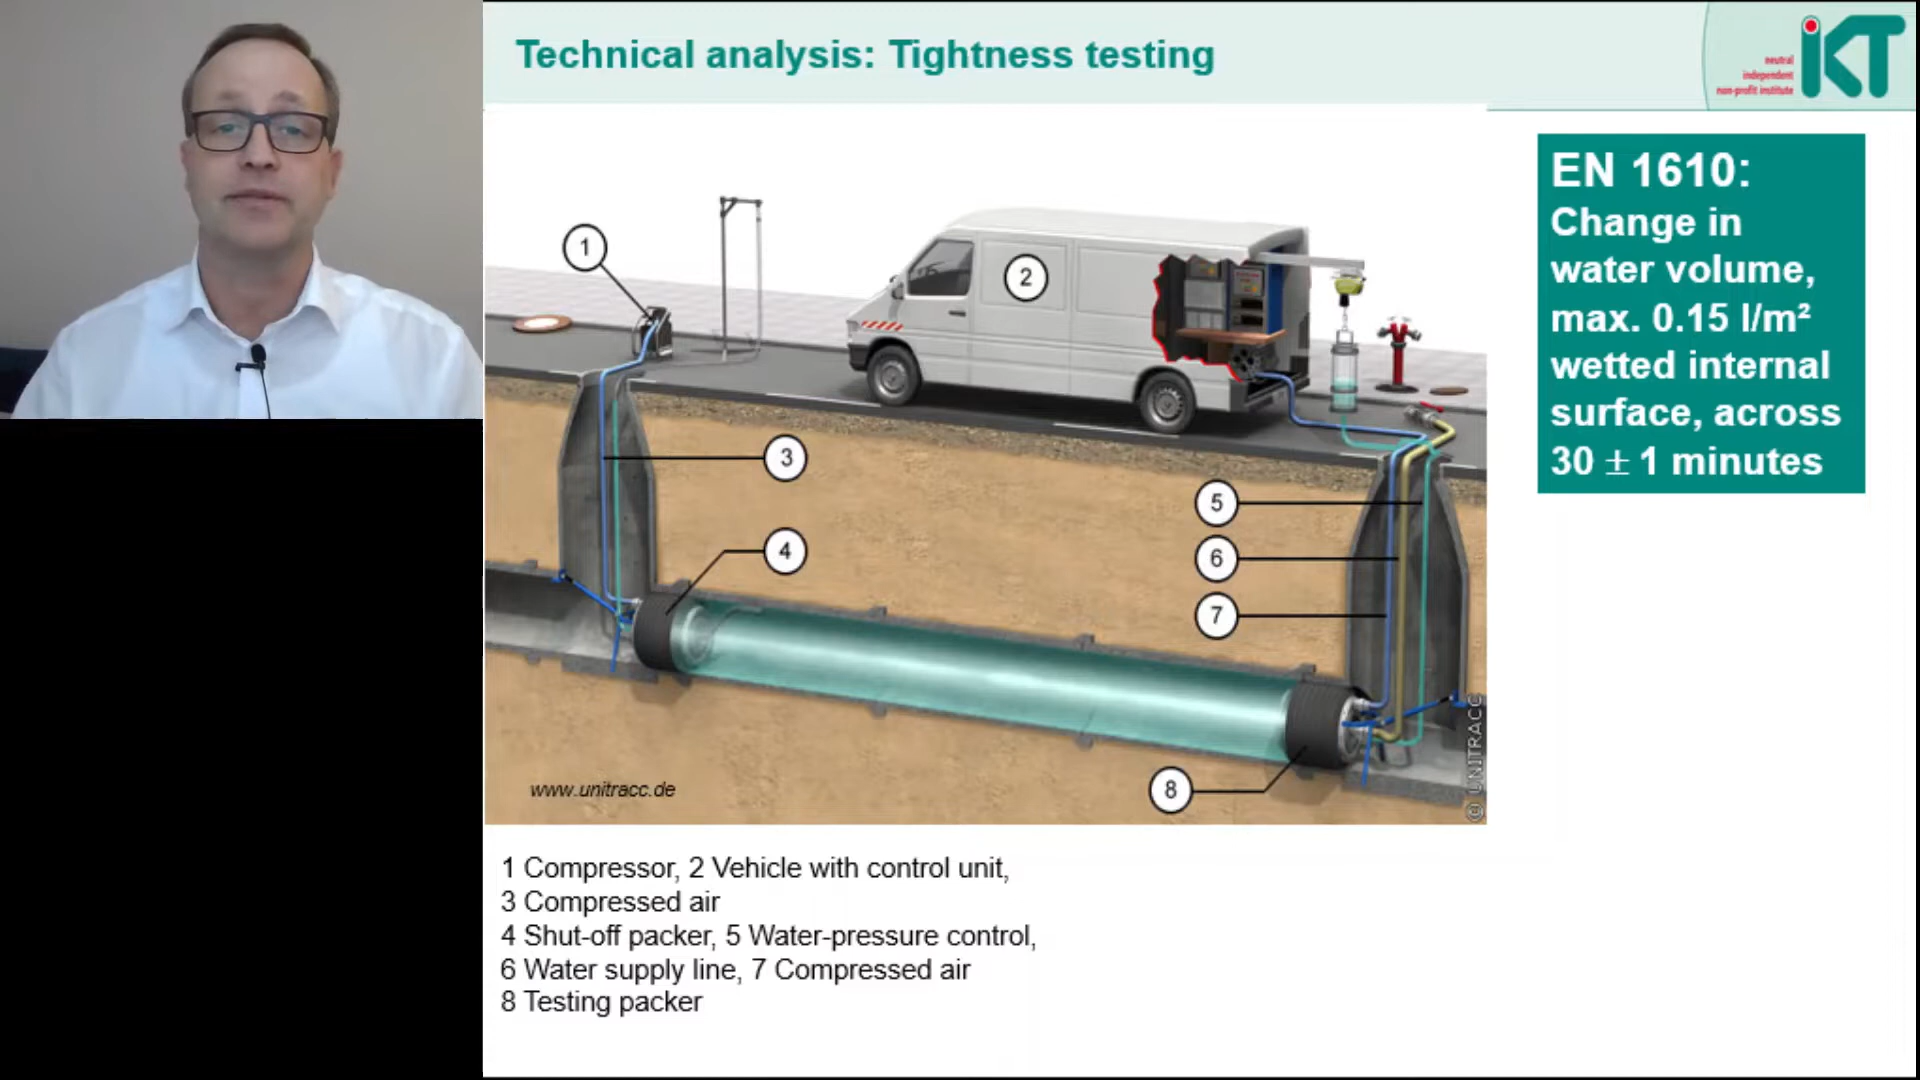 Technical analysis: Tightness testing
neutral
independent
non-profit institute
iKT
EN 1610:
Change in
water volume,
max. 0.15 l/m²
wetted internal
surface, across
30 ± 1 minutes
1
2
3
4
5
6
7
8
www.unitracc.de
© UNITRACC
1 Compressor, 2 Vehicle with control unit,
3 Compressed air
4 Shut-off packer, 5 Water-pressure control,
6 Water supply line, 7 Compressed air
8 Testing packer